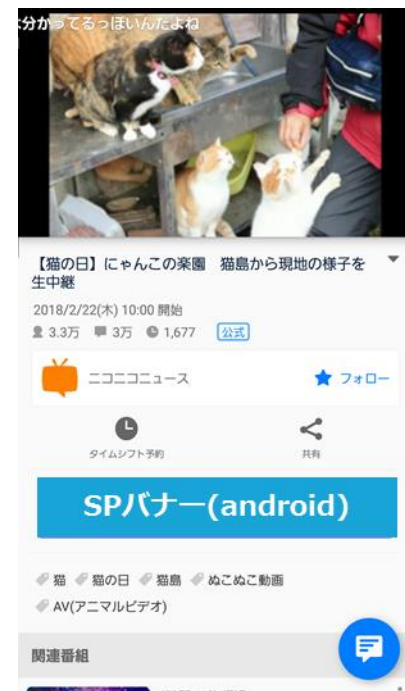 分かってるっぽいんだよね
【猫の日】にゃんこの楽園 猫島から現地の様子を
生中継
2018/2/22(木) 10:00 開始
3.3万 3万 1,677 公式
ニコニコニュース フォロー
タイムシフト予約 共有
SPバナー(android)
猫 猫の日 猫島 ぬこぬこ動画
AV(アニマルビデオ)
関連番組